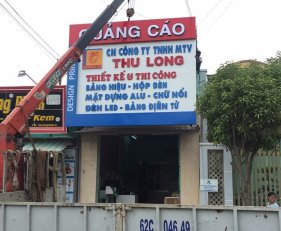 QUẢNG CÁO
CN CÔNG TY TNHH MTV
THU LONG
THIẾT KẾ & THI CÔNG
BẢNG HIỆU - HỘP ĐÈN
MẶT DỰNG ALU - CHỮ NỔI
ĐÈN LED - BẢNG ĐIỆN TỬ
DESIGN PRIN
Kem
62C 046.49